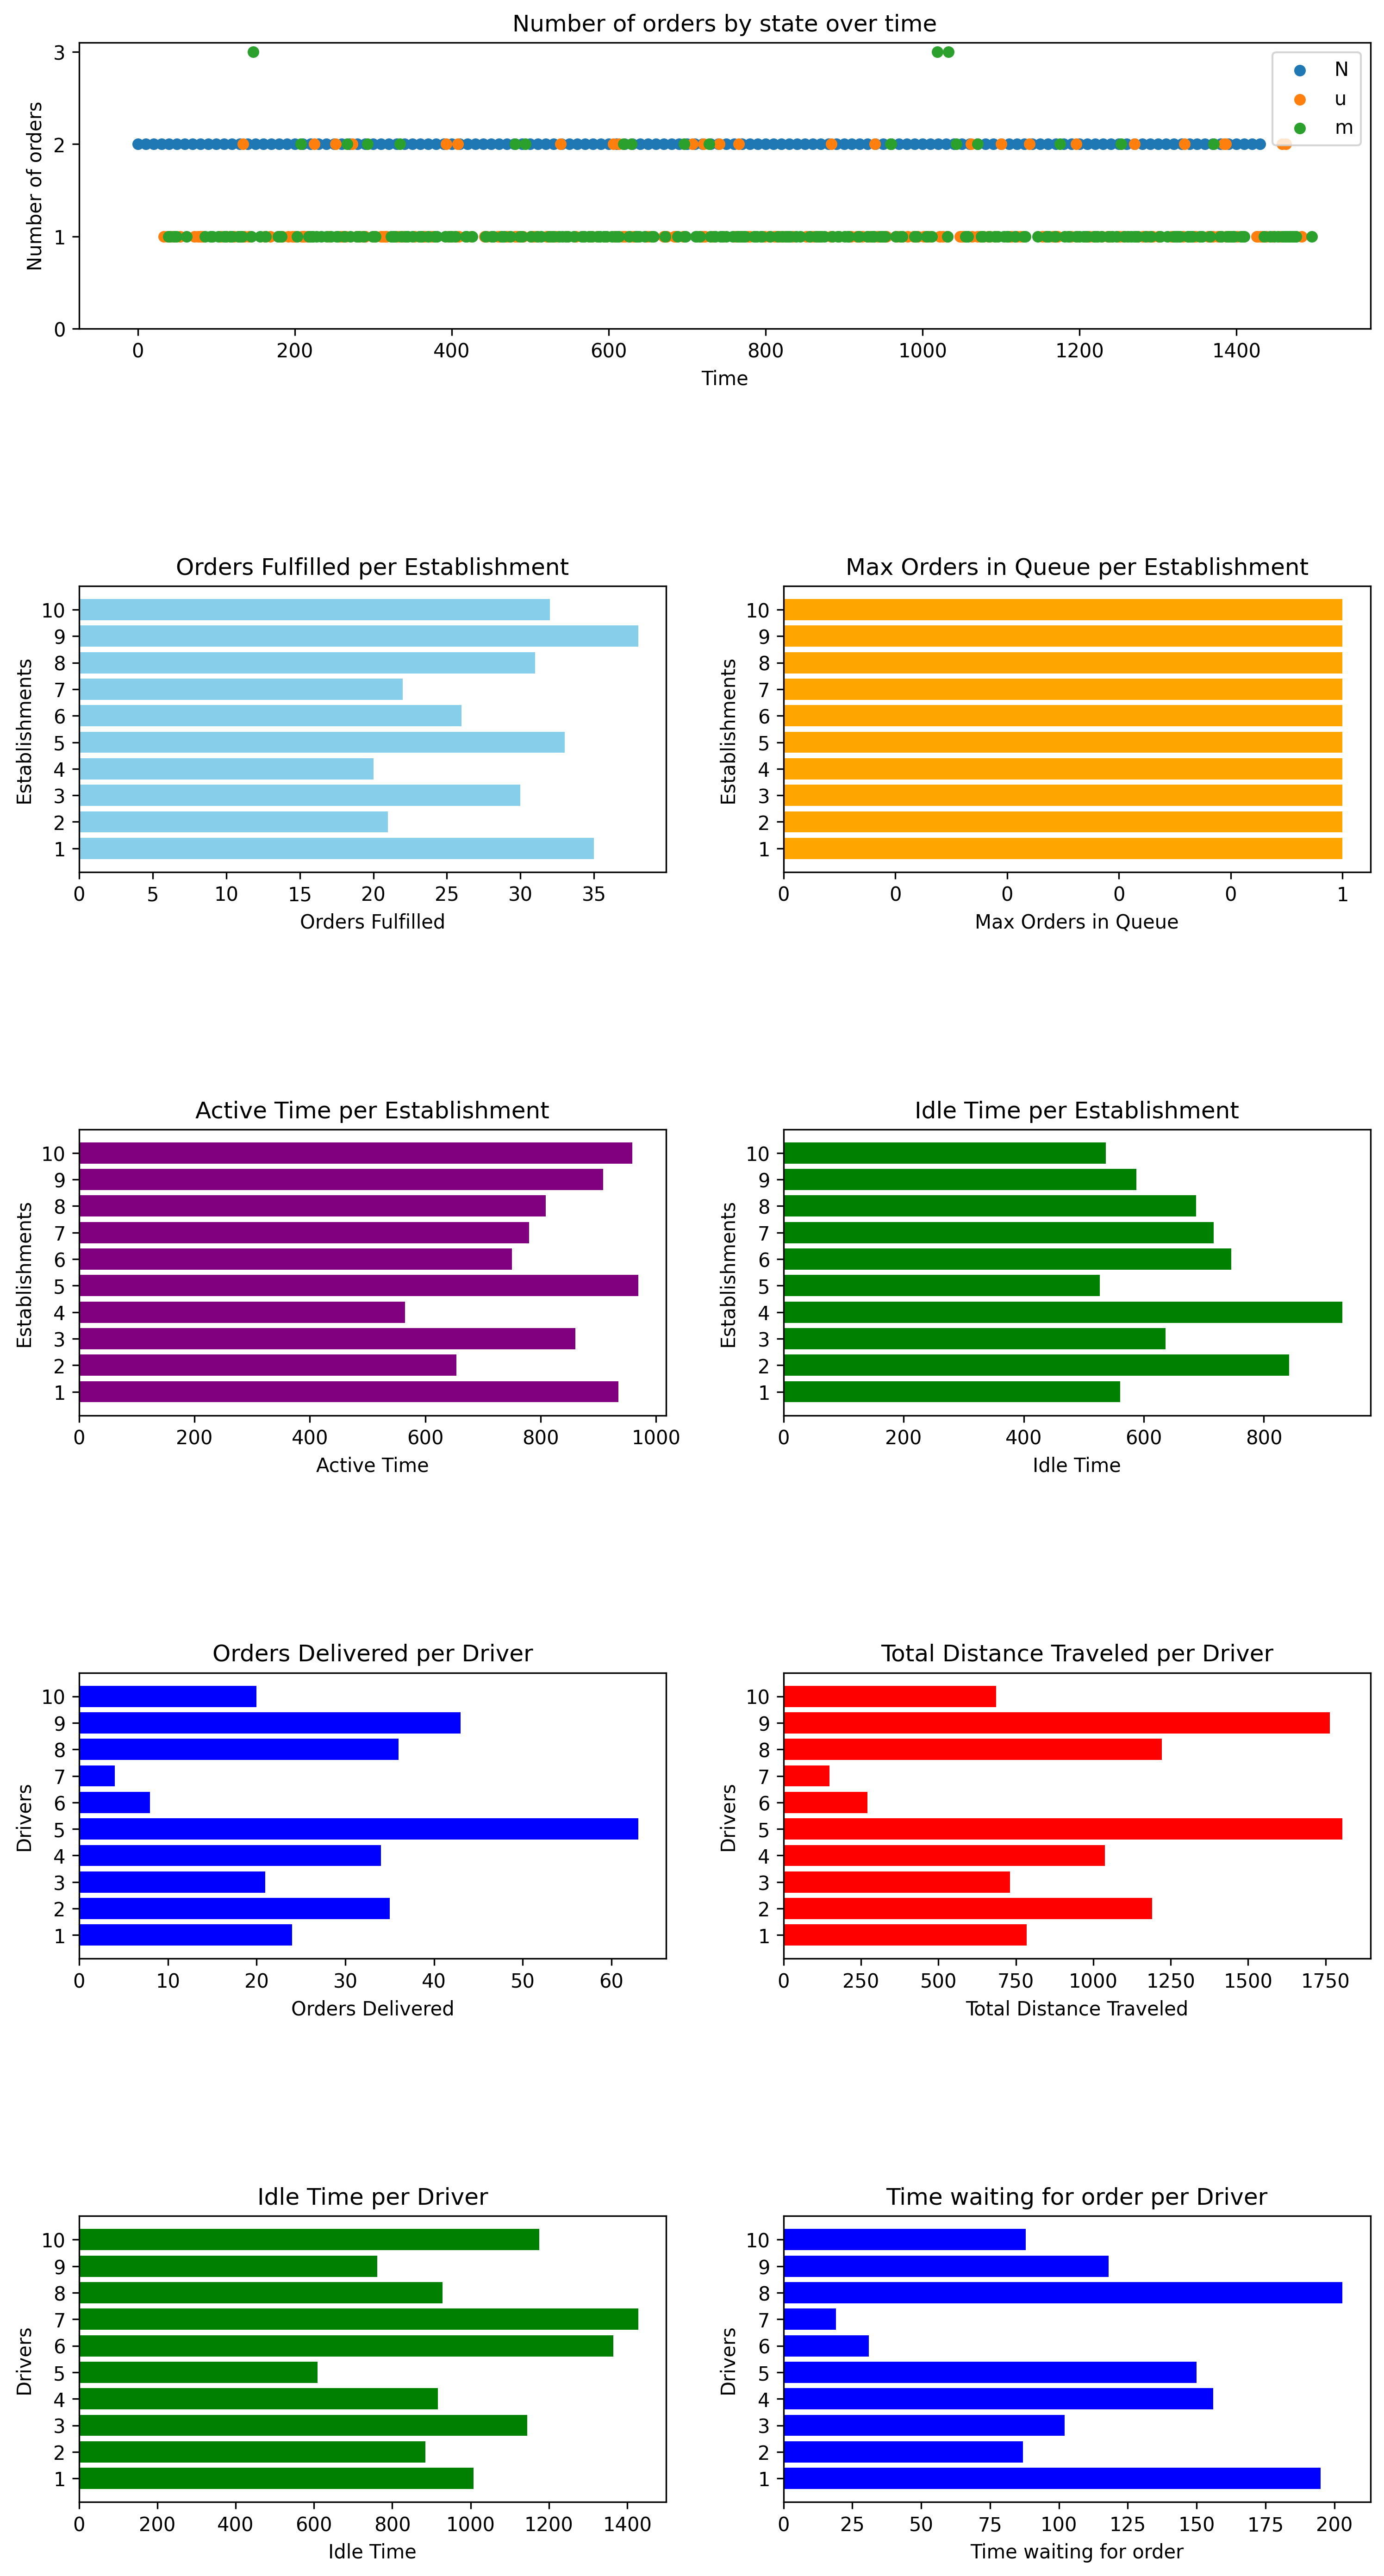 Number of orders by state over time
Number of orders
3
2
1
0
N
u
m
0 200 400 600 800 1000 1200 1400
Time
Orders Fulfilled per Establishment
Establishments
10
9
8
7
6
5
4
3
2
1
0 5 10 15 20 25 30 35
Orders Fulfilled
Max Orders in Queue per Establishment
Establishments
10
9
8
7
6
5
4
3
2
1
0 0 0 0 0 1
Max Orders in Queue
Active Time per Establishment
Establishments
10
9
8
7
6
5
4
3
2
1
0 200 400 600 800 1000
Active Time
Idle Time per Establishment
Establishments
10
9
8
7
6
5
4
3
2
1
0 200 400 600 800
Idle Time
Orders Delivered per Driver
Drivers
10
9
8
7
6
5
4
3
2
1
0 10 20 30 40 50 60
Orders Delivered
Total Distance Traveled per Driver
Drivers
10
9
8
7
6
5
4
3
2
1
0 250 500 750 1000 1250 1500 1750
Total Distance Traveled
Idle Time per Driver
Drivers
10
9
8
7
6
5
4
3
2
1
0 200 400 600 800 1000 1200 1400
Idle Time
Time waiting for order per Driver
Drivers
10
9
8
7
6
5
4
3
2
1
0 25 50 75 100 125 150 175 200
Time waiting for order